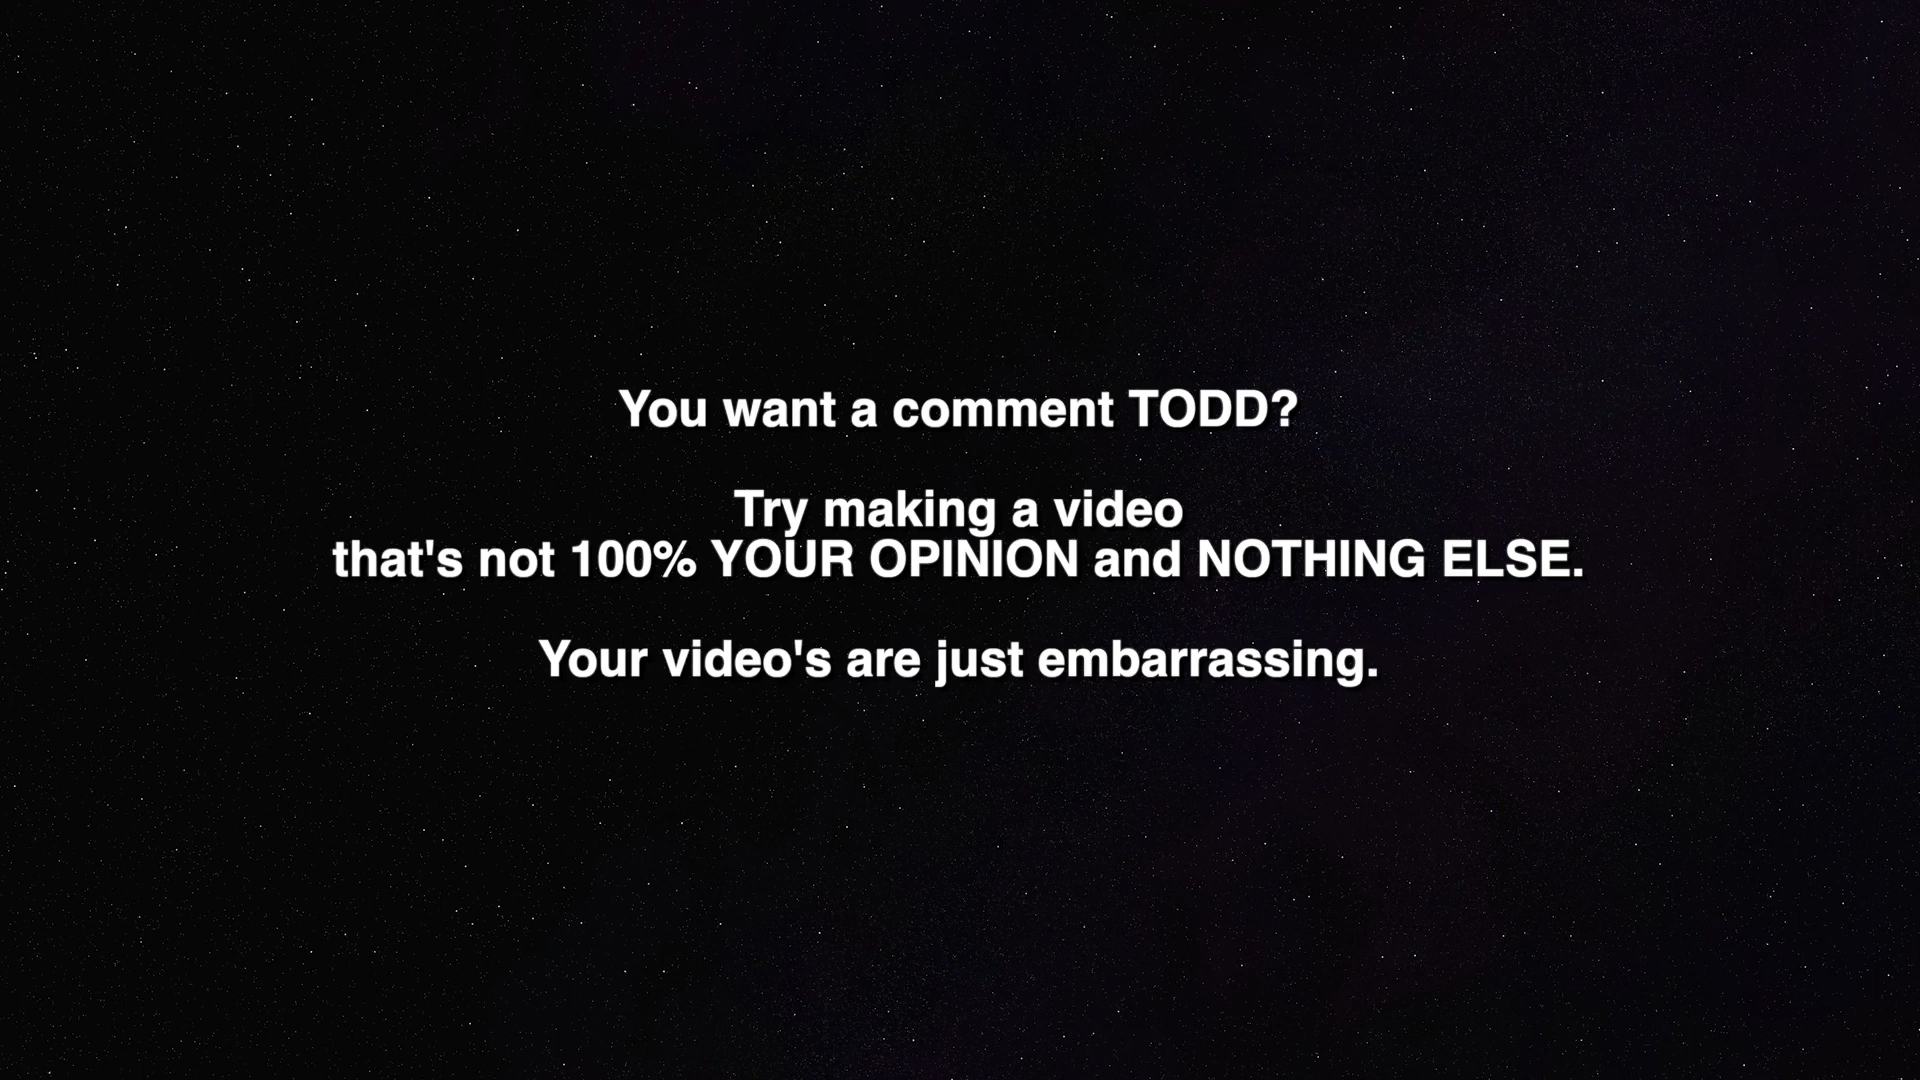 You want a comment TODD?
Try making a video
that's not 100% YOUR OPINION and NOTHING ELSE.
Your video's are just embarrassing.